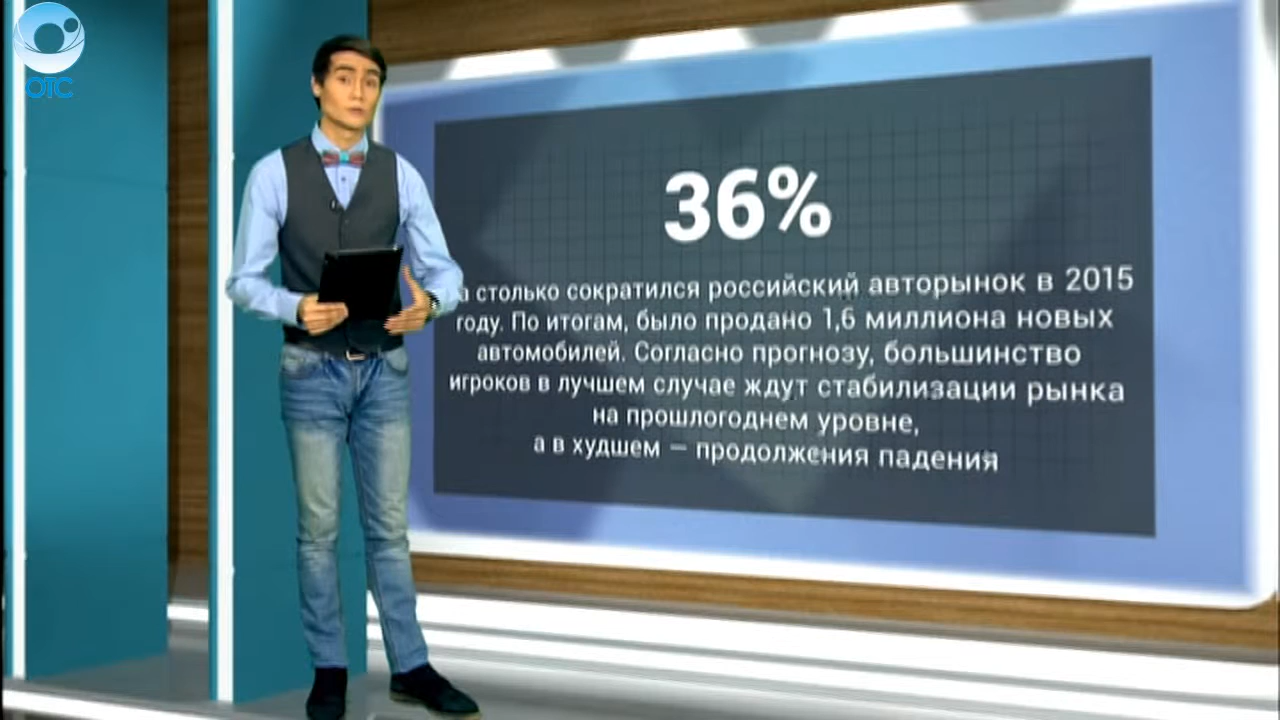 ОТС
36%
а столько сократился российский авторынок в 2015
году. По итогам, было продано 1,6 миллиона новых
автомобилей. Согласно прогнозу, большинство
игроков в лучшем случае ждут стабилизации рынка
на прошлогоднем уровне,
а в худшем — продолжения падения